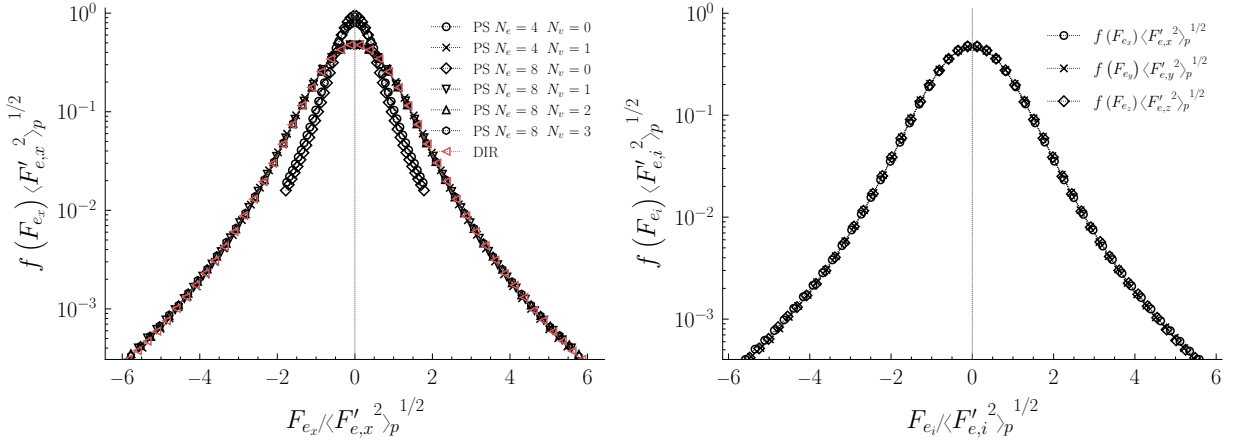 10⁰
10⁻¹
10⁻²
10⁻³
f (F_{e_x}) ⟨F′_{e,x}²⟩_p^{1/2}
−6 −4 −2 0 2 4 6
F_{e_x}/⟨F′_{e,x}²⟩_p^{1/2}
PS N_e = 4 N_v = 0
PS N_e = 4 N_v = 1
PS N_e = 8 N_v = 0
PS N_e = 8 N_v = 1
PS N_e = 8 N_v = 2
PS N_e = 8 N_v = 3
DIR
10⁰
10⁻¹
10⁻²
10⁻³
f (F_{e_i}) ⟨F′_{e,i}²⟩_p^{1/2}
−6 −4 −2 0 2 4 6
F_{e_i}/⟨F′_{e,i}²⟩_p^{1/2}
f (F_{e_x}) ⟨F′_{e,x}²⟩_p^{1/2}
f (F_{e_y}) ⟨F′_{e,y}²⟩_p^{1/2}
f (F_{e_z}) ⟨F′_{e,z}²⟩_p^{1/2}